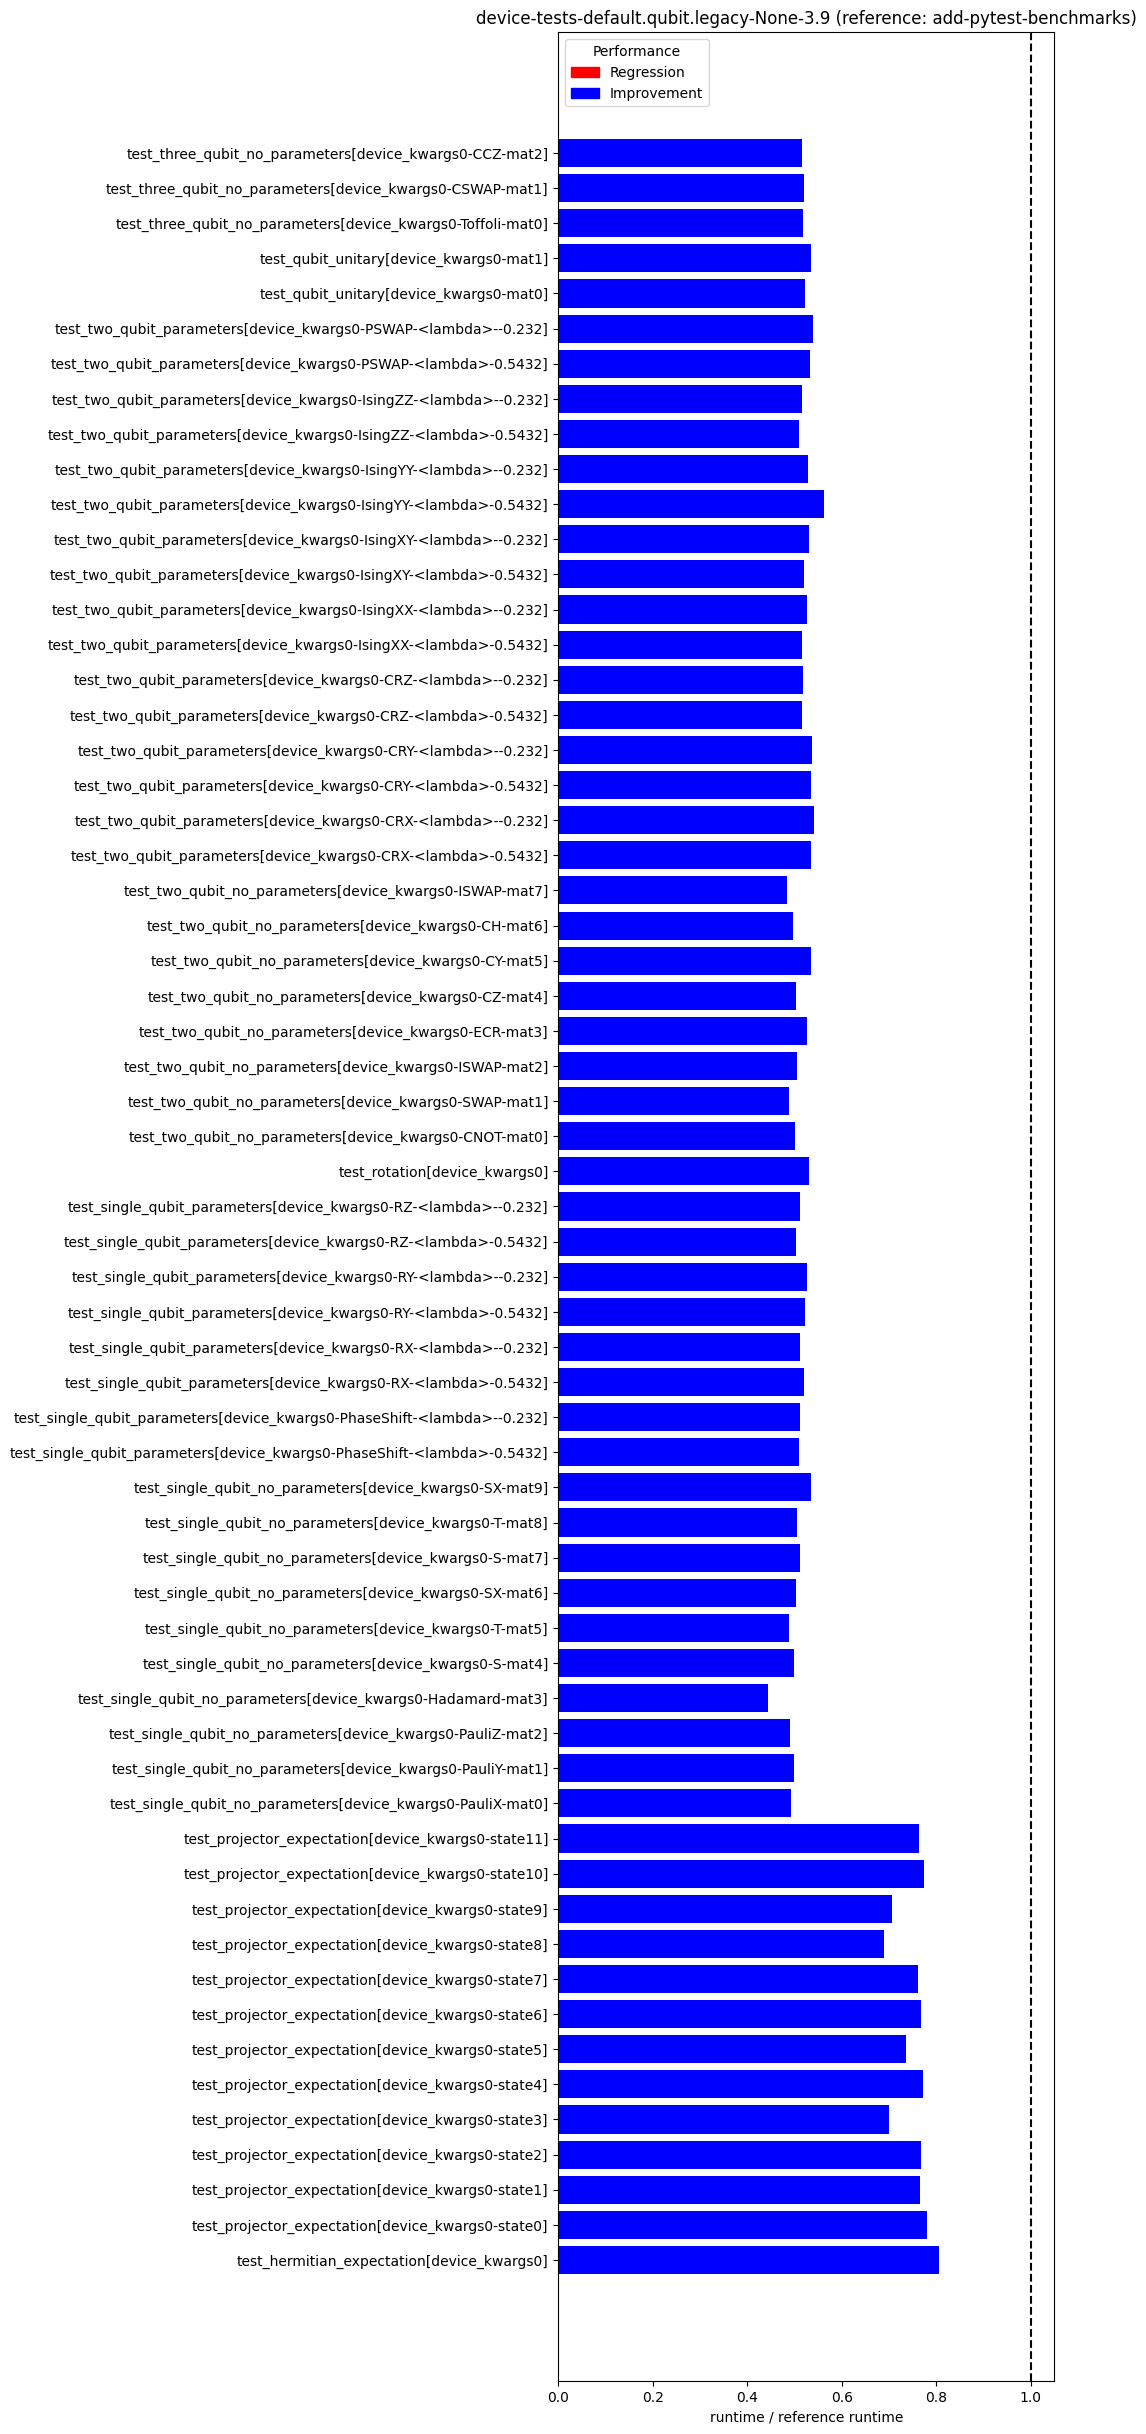 device-tests-default.qubit.legacy-None-3.9 (reference: add-pytest-benchmarks)
Performance
Regression
Improvement
test_three_qubit_no_parameters[device_kwargs0-CCZ-mat2]
test_three_qubit_no_parameters[device_kwargs0-CSWAP-mat1]
test_three_qubit_no_parameters[device_kwargs0-Toffoli-mat0]
test_qubit_unitary[device_kwargs0-mat1]
test_qubit_unitary[device_kwargs0-mat0]
test_two_qubit_parameters[device_kwargs0-PSWAP-<lambda>--0.232]
test_two_qubit_parameters[device_kwargs0-PSWAP-<lambda>-0.5432]
test_two_qubit_parameters[device_kwargs0-IsingZZ-<lambda>--0.232]
test_two_qubit_parameters[device_kwargs0-IsingZZ-<lambda>-0.5432]
test_two_qubit_parameters[device_kwargs0-IsingYY-<lambda>--0.232]
test_two_qubit_parameters[device_kwargs0-IsingYY-<lambda>-0.5432]
test_two_qubit_parameters[device_kwargs0-IsingXY-<lambda>--0.232]
test_two_qubit_parameters[device_kwargs0-IsingXY-<lambda>-0.5432]
test_two_qubit_parameters[device_kwargs0-IsingXX-<lambda>--0.232]
test_two_qubit_parameters[device_kwargs0-IsingXX-<lambda>-0.5432]
test_two_qubit_parameters[device_kwargs0-CRZ-<lambda>--0.232]
test_two_qubit_parameters[device_kwargs0-CRZ-<lambda>-0.5432]
test_two_qubit_parameters[device_kwargs0-CRY-<lambda>--0.232]
test_two_qubit_parameters[device_kwargs0-CRY-<lambda>-0.5432]
test_two_qubit_parameters[device_kwargs0-CRX-<lambda>--0.232]
test_two_qubit_parameters[device_kwargs0-CRX-<lambda>-0.5432]
test_two_qubit_no_parameters[device_kwargs0-ISWAP-mat7]
test_two_qubit_no_parameters[device_kwargs0-CH-mat6]
test_two_qubit_no_parameters[device_kwargs0-CY-mat5]
test_two_qubit_no_parameters[device_kwargs0-CZ-mat4]
test_two_qubit_no_parameters[device_kwargs0-ECR-mat3]
test_two_qubit_no_parameters[device_kwargs0-ISWAP-mat2]
test_two_qubit_no_parameters[device_kwargs0-SWAP-mat1]
test_two_qubit_no_parameters[device_kwargs0-CNOT-mat0]
test_rotation[device_kwargs0]
test_single_qubit_parameters[device_kwargs0-RZ-<lambda>--0.232]
test_single_qubit_parameters[device_kwargs0-RZ-<lambda>-0.5432]
test_single_qubit_parameters[device_kwargs0-RY-<lambda>--0.232]
test_single_qubit_parameters[device_kwargs0-RY-<lambda>-0.5432]
test_single_qubit_parameters[device_kwargs0-RX-<lambda>--0.232]
test_single_qubit_parameters[device_kwargs0-RX-<lambda>-0.5432]
test_single_qubit_parameters[device_kwargs0-PhaseShift-<lambda>--0.232]
test_single_qubit_parameters[device_kwargs0-PhaseShift-<lambda>-0.5432]
test_single_qubit_no_parameters[device_kwargs0-SX-mat9]
test_single_qubit_no_parameters[device_kwargs0-T-mat8]
test_single_qubit_no_parameters[device_kwargs0-S-mat7]
test_single_qubit_no_parameters[device_kwargs0-SX-mat6]
test_single_qubit_no_parameters[device_kwargs0-T-mat5]
test_single_qubit_no_parameters[device_kwargs0-S-mat4]
test_single_qubit_no_parameters[device_kwargs0-Hadamard-mat3]
test_single_qubit_no_parameters[device_kwargs0-PauliZ-mat2]
test_single_qubit_no_parameters[device_kwargs0-PauliY-mat1]
test_single_qubit_no_parameters[device_kwargs0-PauliX-mat0]
test_projector_expectation[device_kwargs0-state11]
test_projector_expectation[device_kwargs0-state10]
test_projector_expectation[device_kwargs0-state9]
test_projector_expectation[device_kwargs0-state8]
test_projector_expectation[device_kwargs0-state7]
test_projector_expectation[device_kwargs0-state6]
test_projector_expectation[device_kwargs0-state5]
test_projector_expectation[device_kwargs0-state4]
test_projector_expectation[device_kwargs0-state3]
test_projector_expectation[device_kwargs0-state2]
test_projector_expectation[device_kwargs0-state1]
test_projector_expectation[device_kwargs0-state0]
test_hermitian_expectation[device_kwargs0]
0.0 0.2 0.4 0.6 0.8 1.0
runtime / reference runtime